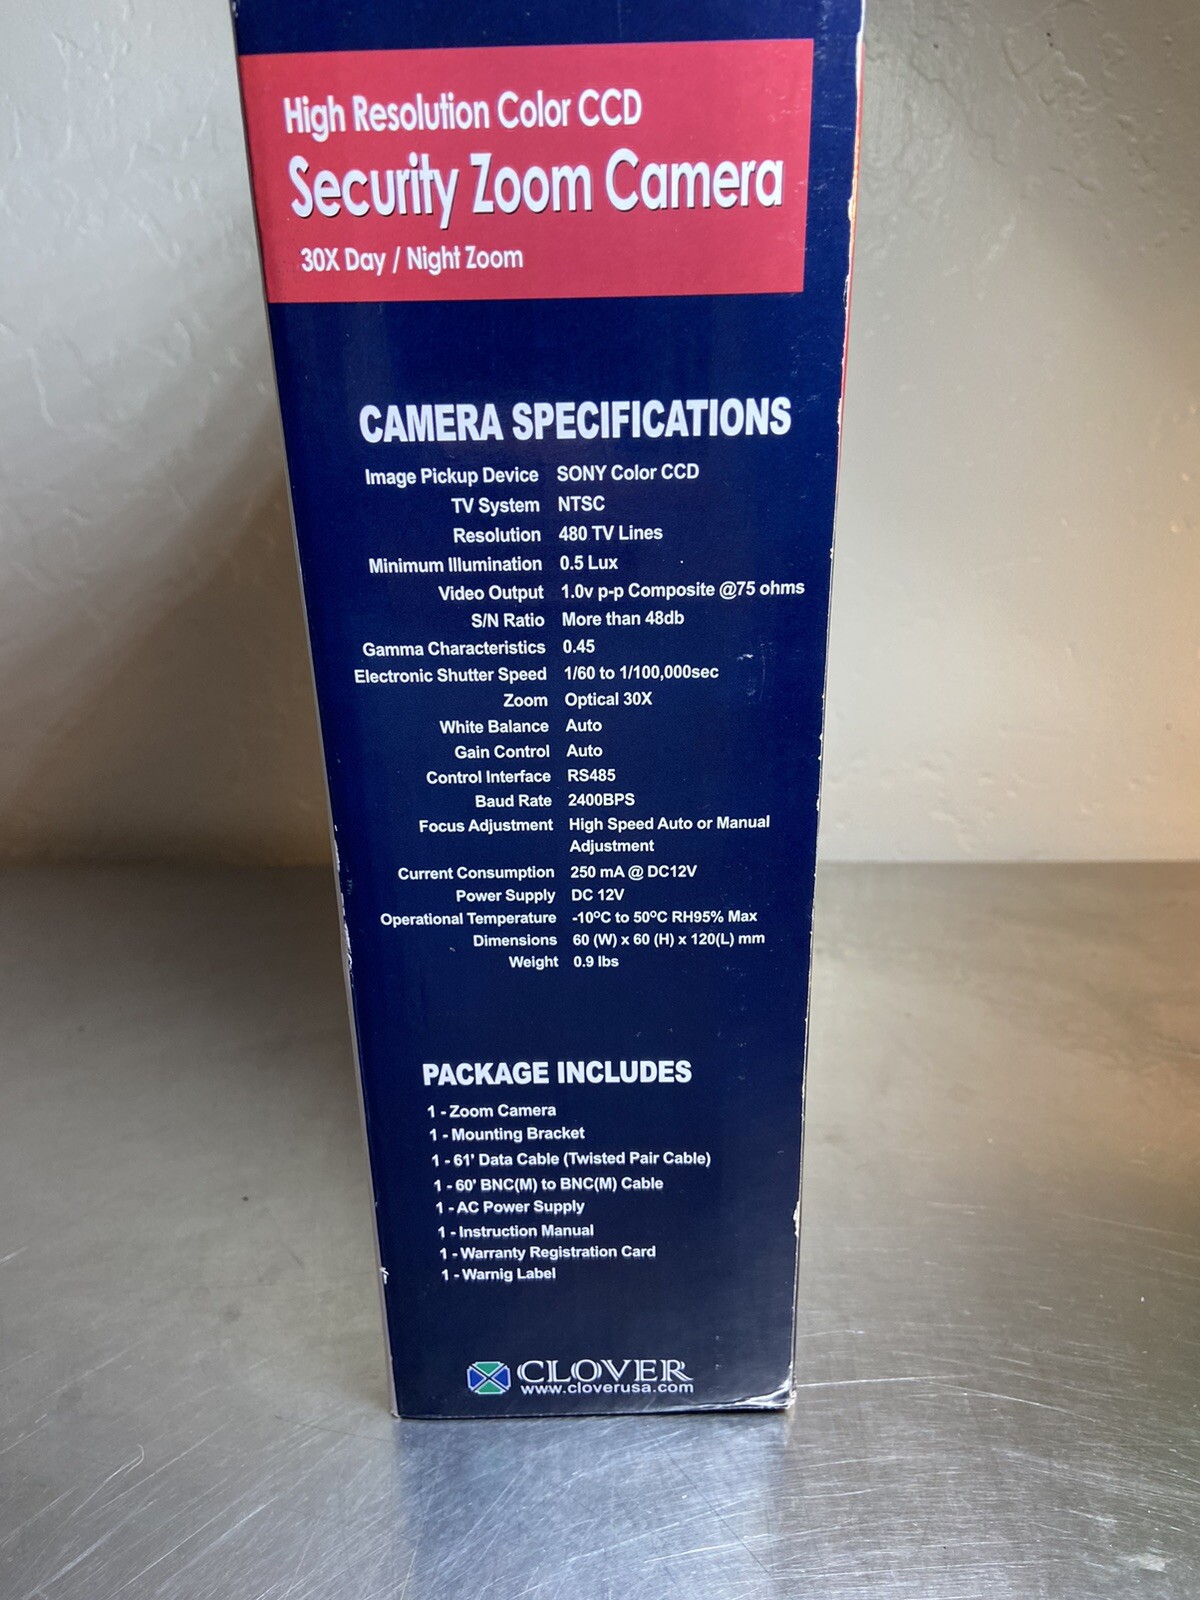 High Resolution Color CCD
Security Zoom Camera
30X Day / Night Zoom
CAMERA SPECIFICATIONS
Image Pickup Device SONY Color CCD
TV System NTSC
Resolution 480 TV Lines
Minimum Illumination 0.5 Lux
Video Output 1.0v p-p Composite @75 ohms
S/N Ratio More than 48db
Gamma Characteristics 0.45
Electronic Shutter Speed 1/60 to 1/100,000sec
Zoom Optical 30X
White Balance Auto
Gain Control Auto
Control Interface RS485
Baud Rate 2400BPS
Focus Adjustment High Speed Auto or Manual
Adjustment
Current Consumption 250 mA @ DC12V
Power Supply DC 12V
Operational Temperature -10ºC to 50ºC RH95% Max
Dimensions 60 (W) x 60 (H) x 120(L) mm
Weight 0.9 lbs
PACKAGE INCLUDES
1 - Zoom Camera
1 - Mounting Bracket
1 - 61' Data Cable (Twisted Pair Cable)
1 - 60' BNC(M) to BNC(M) Cable
1 - AC Power Supply
1 - Instruction Manual
1 - Warranty Registration Card
1 - Warnig Label
CLOVER
www.cloverusa.com